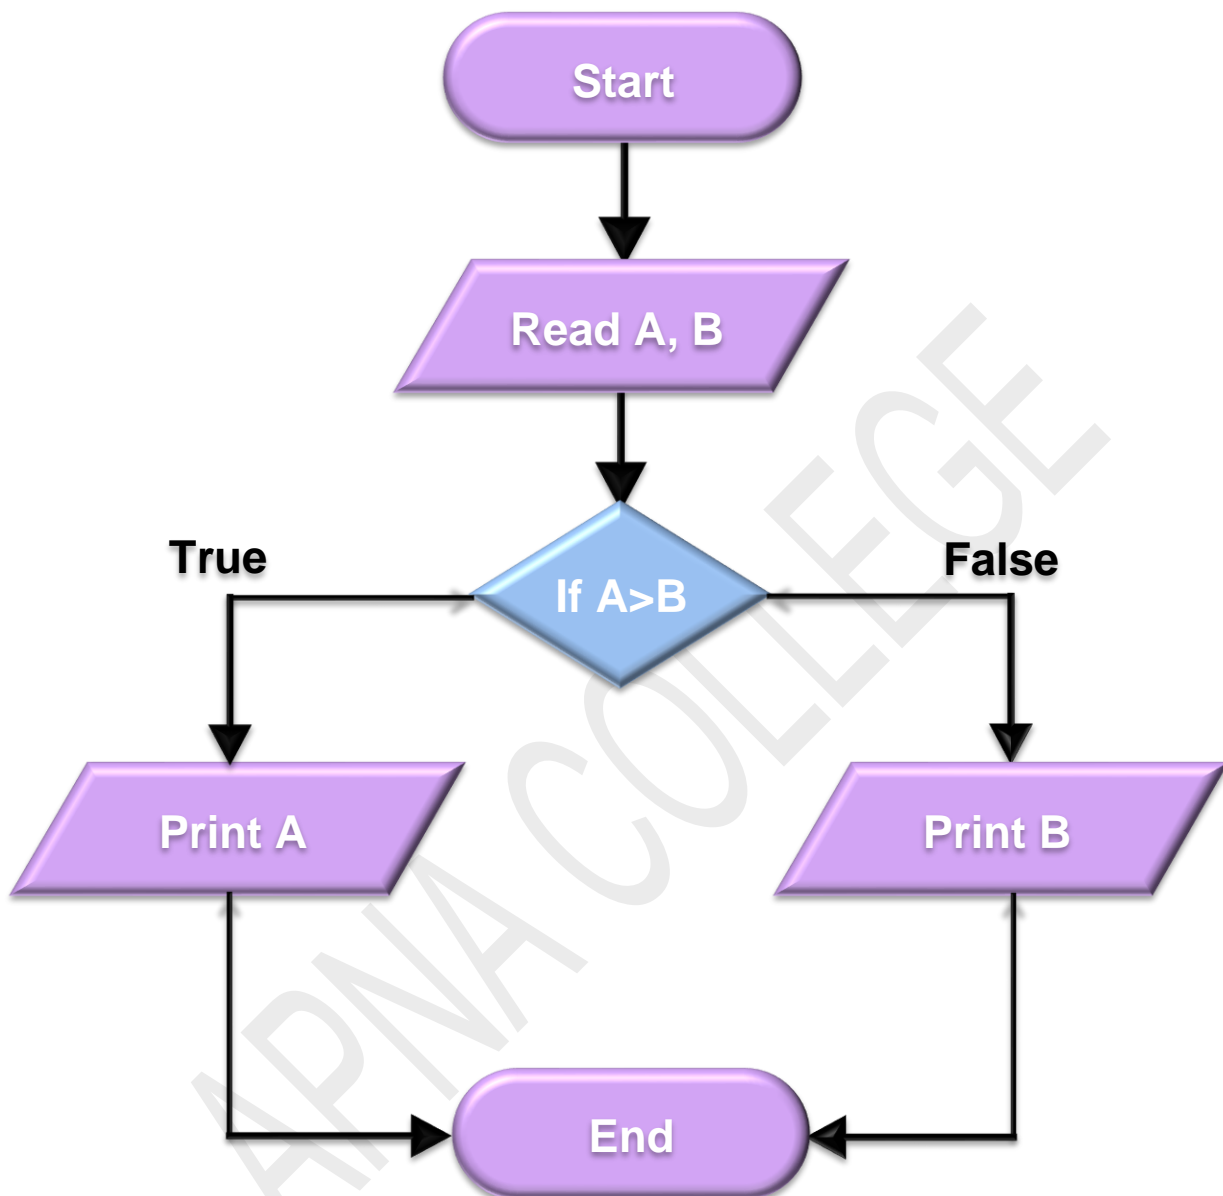 Start
Read A, B
True
False
If A>B
Print A
Print B
End
APNA COLLEGE